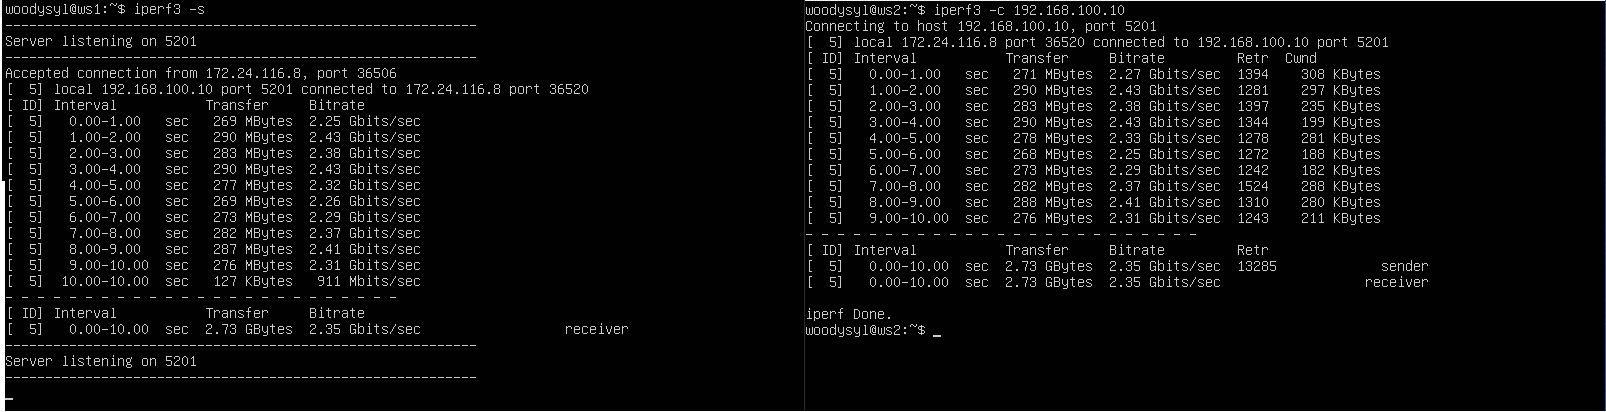 woodysyl@ws1:~$ iperf3 -s
-----------------------------------------------------------
Server listening on 5201
-----------------------------------------------------------
Accepted connection from 172.24.116.8, port 36506
[  5] local 192.168.100.10 port 5201 connected to 172.24.116.8 port 36520
[ ID] Interval           Transfer     Bitrate
[  5]   0.00-1.00   sec   269 MBytes  2.25 Gbits/sec
[  5]   1.00-2.00   sec   290 MBytes  2.43 Gbits/sec
[  5]   2.00-3.00   sec   283 MBytes  2.38 Gbits/sec
[  5]   3.00-4.00   sec   290 MBytes  2.43 Gbits/sec
[  5]   4.00-5.00   sec   277 MBytes  2.32 Gbits/sec
[  5]   5.00-6.00   sec   269 MBytes  2.26 Gbits/sec
[  5]   6.00-7.00   sec   273 MBytes  2.29 Gbits/sec
[  5]   7.00-8.00   sec   282 MBytes  2.37 Gbits/sec
[  5]   8.00-9.00   sec   287 MBytes  2.41 Gbits/sec
[  5]   9.00-10.00  sec   276 MBytes  2.31 Gbits/sec
[  5]  10.00-10.00  sec   127 KBytes   911 Mbits/sec
- - - - - - - - - - - - - - - - - - - - - - - - -
[ ID] Interval           Transfer     Bitrate
[  5]   0.00-10.00  sec  2.73 GBytes  2.35 Gbits/sec                  receiver
-----------------------------------------------------------
Server listening on 5201
-----------------------------------------------------------
woodysyl@ws2:~$ iperf3 -c 192.168.100.10
Connecting to host 192.168.100.10, port 5201
[  5] local 172.24.116.8 port 36520 connected to 192.168.100.10 port 5201
[ ID] Interval           Transfer     Bitrate         Retr  Cwnd
[  5]   0.00-1.00   sec   271 MBytes  2.27 Gbits/sec  1394    308 KBytes
[  5]   1.00-2.00   sec   290 MBytes  2.43 Gbits/sec  1281    297 KBytes
[  5]   2.00-3.00   sec   283 MBytes  2.38 Gbits/sec  1397    235 KBytes
[  5]   3.00-4.00   sec   290 MBytes  2.43 Gbits/sec  1344    199 KBytes
[  5]   4.00-5.00   sec   278 MBytes  2.33 Gbits/sec  1278    281 KBytes
[  5]   5.00-6.00   sec   268 MBytes  2.25 Gbits/sec  1272    188 KBytes
[  5]   6.00-7.00   sec   273 MBytes  2.29 Gbits/sec  1242    182 KBytes
[  5]   7.00-8.00   sec   282 MBytes  2.37 Gbits/sec  1524    288 KBytes
[  5]   8.00-9.00   sec   288 MBytes  2.41 Gbits/sec  1310    280 KBytes
[  5]   9.00-10.00  sec   276 MBytes  2.31 Gbits/sec  1243    211 KBytes
- - - - - - - - - - - - - - - - - - - - - - - - -
[ ID] Interval           Transfer     Bitrate         Retr
[  5]   0.00-10.00  sec  2.73 GBytes  2.35 Gbits/sec  13285             sender
[  5]   0.00-10.00  sec  2.73 GBytes  2.35 Gbits/sec                  receiver
iperf Done.
woodysyl@ws2:~$ _